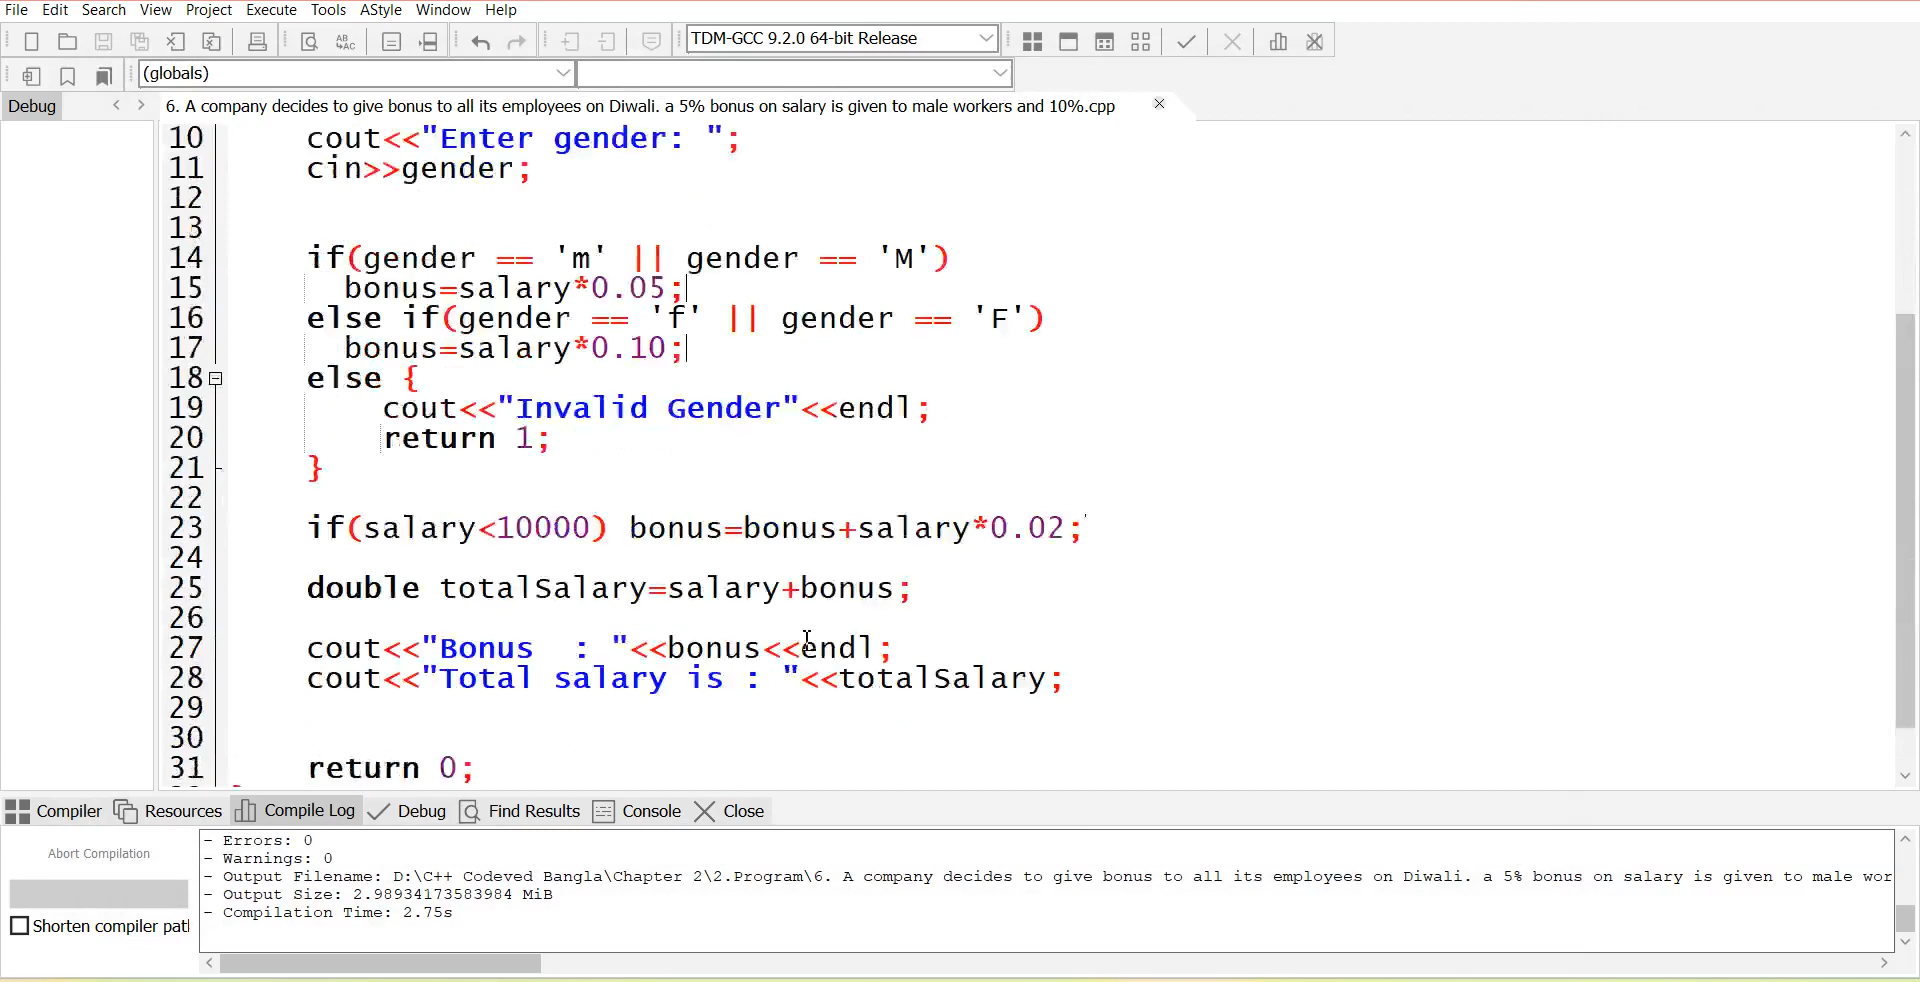 File Edit Search View Project Execute Tools AStyle Window Help
TDM-GCC 9.2.0 64-bit Release
(globals)
Debug
6. A company decides to give bonus to all its employees on Diwali. a 5% bonus on salary is given to male workers and 10%.cpp
10 cout<<"Enter gender: ";
11 cin>>gender;
12
13
14 if(gender == 'm' || gender == 'M')
15 bonus=salary*0.05;
16 else if(gender == 'f' || gender == 'F')
17 bonus=salary*0.10;
18 else {
19 cout<<"Invalid Gender"<<endl;
20 return 1;
21 }
22
23 if(salary<10000) bonus=bonus+salary*0.02;
24
25 double totalSalary=salary+bonus;
26
27 cout<<"Bonus  : "<<bonus<<endl;
28 cout<<"Total salary is : "<<totalSalary;
29
30
31 return 0;
Compiler Resources Compile Log Debug Find Results Console Close
Abort Compilation
Shorten compiler pat
- Errors: 0
- Warnings: 0
- Output Filename: D:\C++ Codeved Bangla\Chapter 2\2.Program\6. A company decides to give bonus to all its employees on Diwali. a 5% bonus on salary is given to male wor
- Output Size: 2.98934173583984 MiB
- Compilation Time: 2.75s